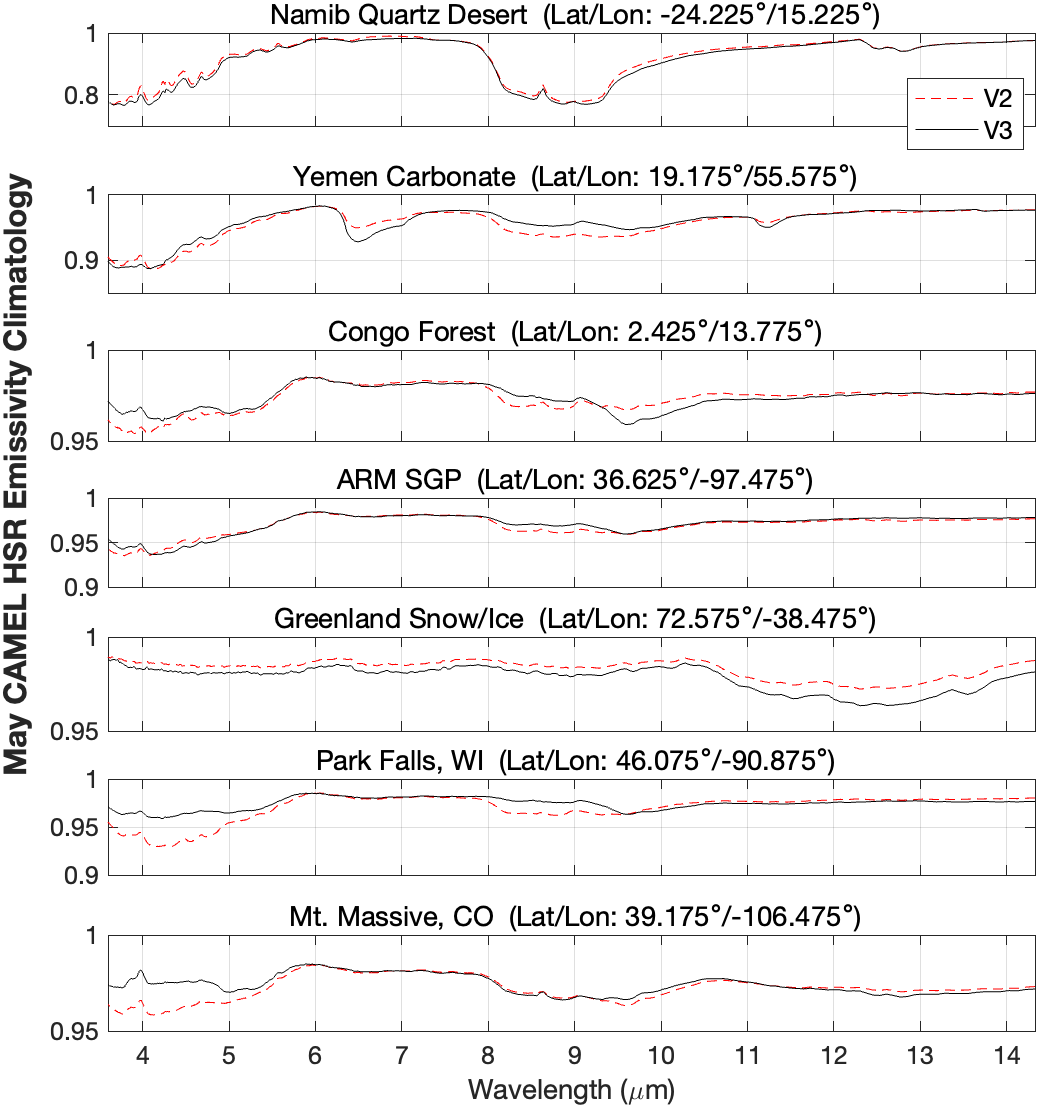 Namib Quartz Desert (Lat/Lon: -24.225°/15.225°)
1
0.8
V2
V3
Yemen Carbonate (Lat/Lon: 19.175°/55.575°)
1
0.9
Congo Forest (Lat/Lon: 2.425°/13.775°)
1
0.95
ARM SGP (Lat/Lon: 36.625°/-97.475°)
1
0.95
0.9
Greenland Snow/Ice (Lat/Lon: 72.575°/-38.475°)
1
0.95
Park Falls, WI (Lat/Lon: 46.075°/-90.875°)
1
0.95
0.9
Mt. Massive, CO (Lat/Lon: 39.175°/-106.475°)
1
0.95
4 5 6 7 8 9 10 11 12 13 14
Wavelength (μm)
May CAMEL HSR Emissivity Climatology